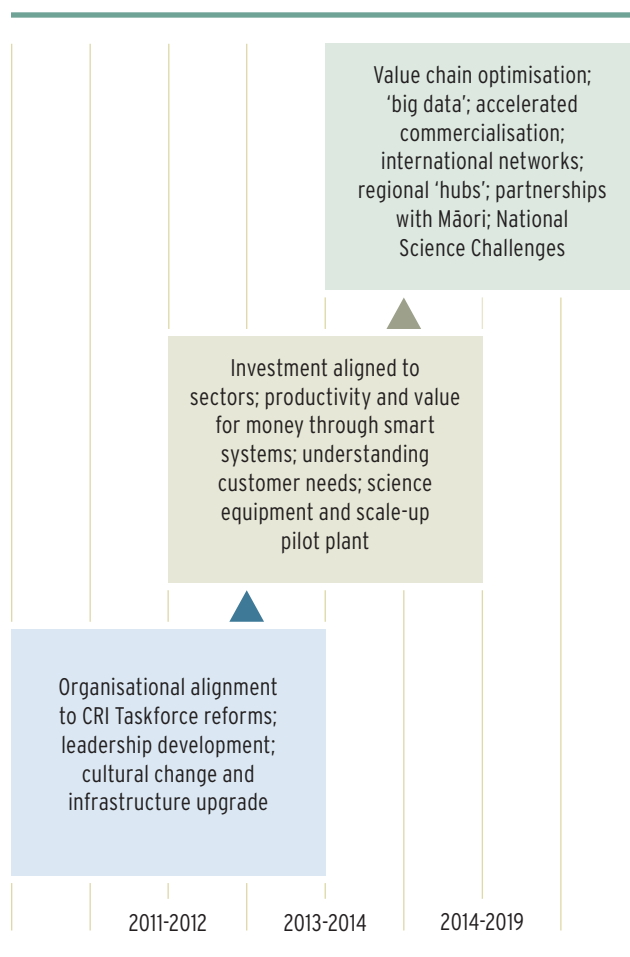 Value chain optimisation;
‘big data’; accelerated
commercialisation;
international networks;
regional ‘hubs’; partnerships
with Māori; National
Science Challenges
Investment aligned to
sectors; productivity and value
for money through smart
systems; understanding
customer needs; science
equipment and scale-up
pilot plant
Organisational alignment
to CRI Taskforce reforms;
leadership development;
cultural change and
infrastructure upgrade
2011-2012 2013-2014 2014-2019